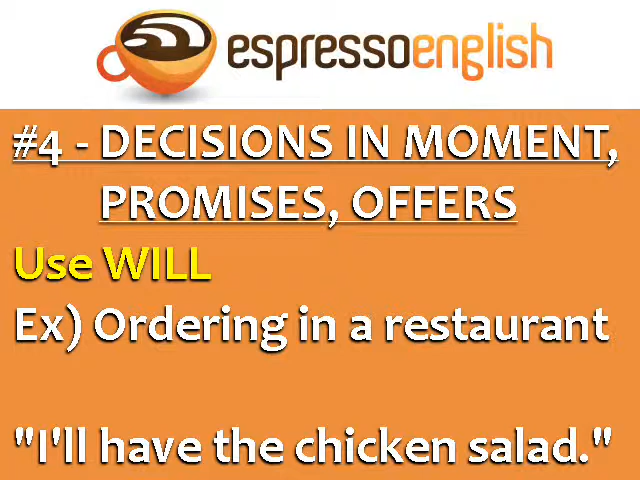 espressoenglish
#4 - DECISIONS IN MOMENT,
PROMISES, OFFERS
Use WILL
Ex) Ordering in a restaurant
"I'll have the chicken salad."